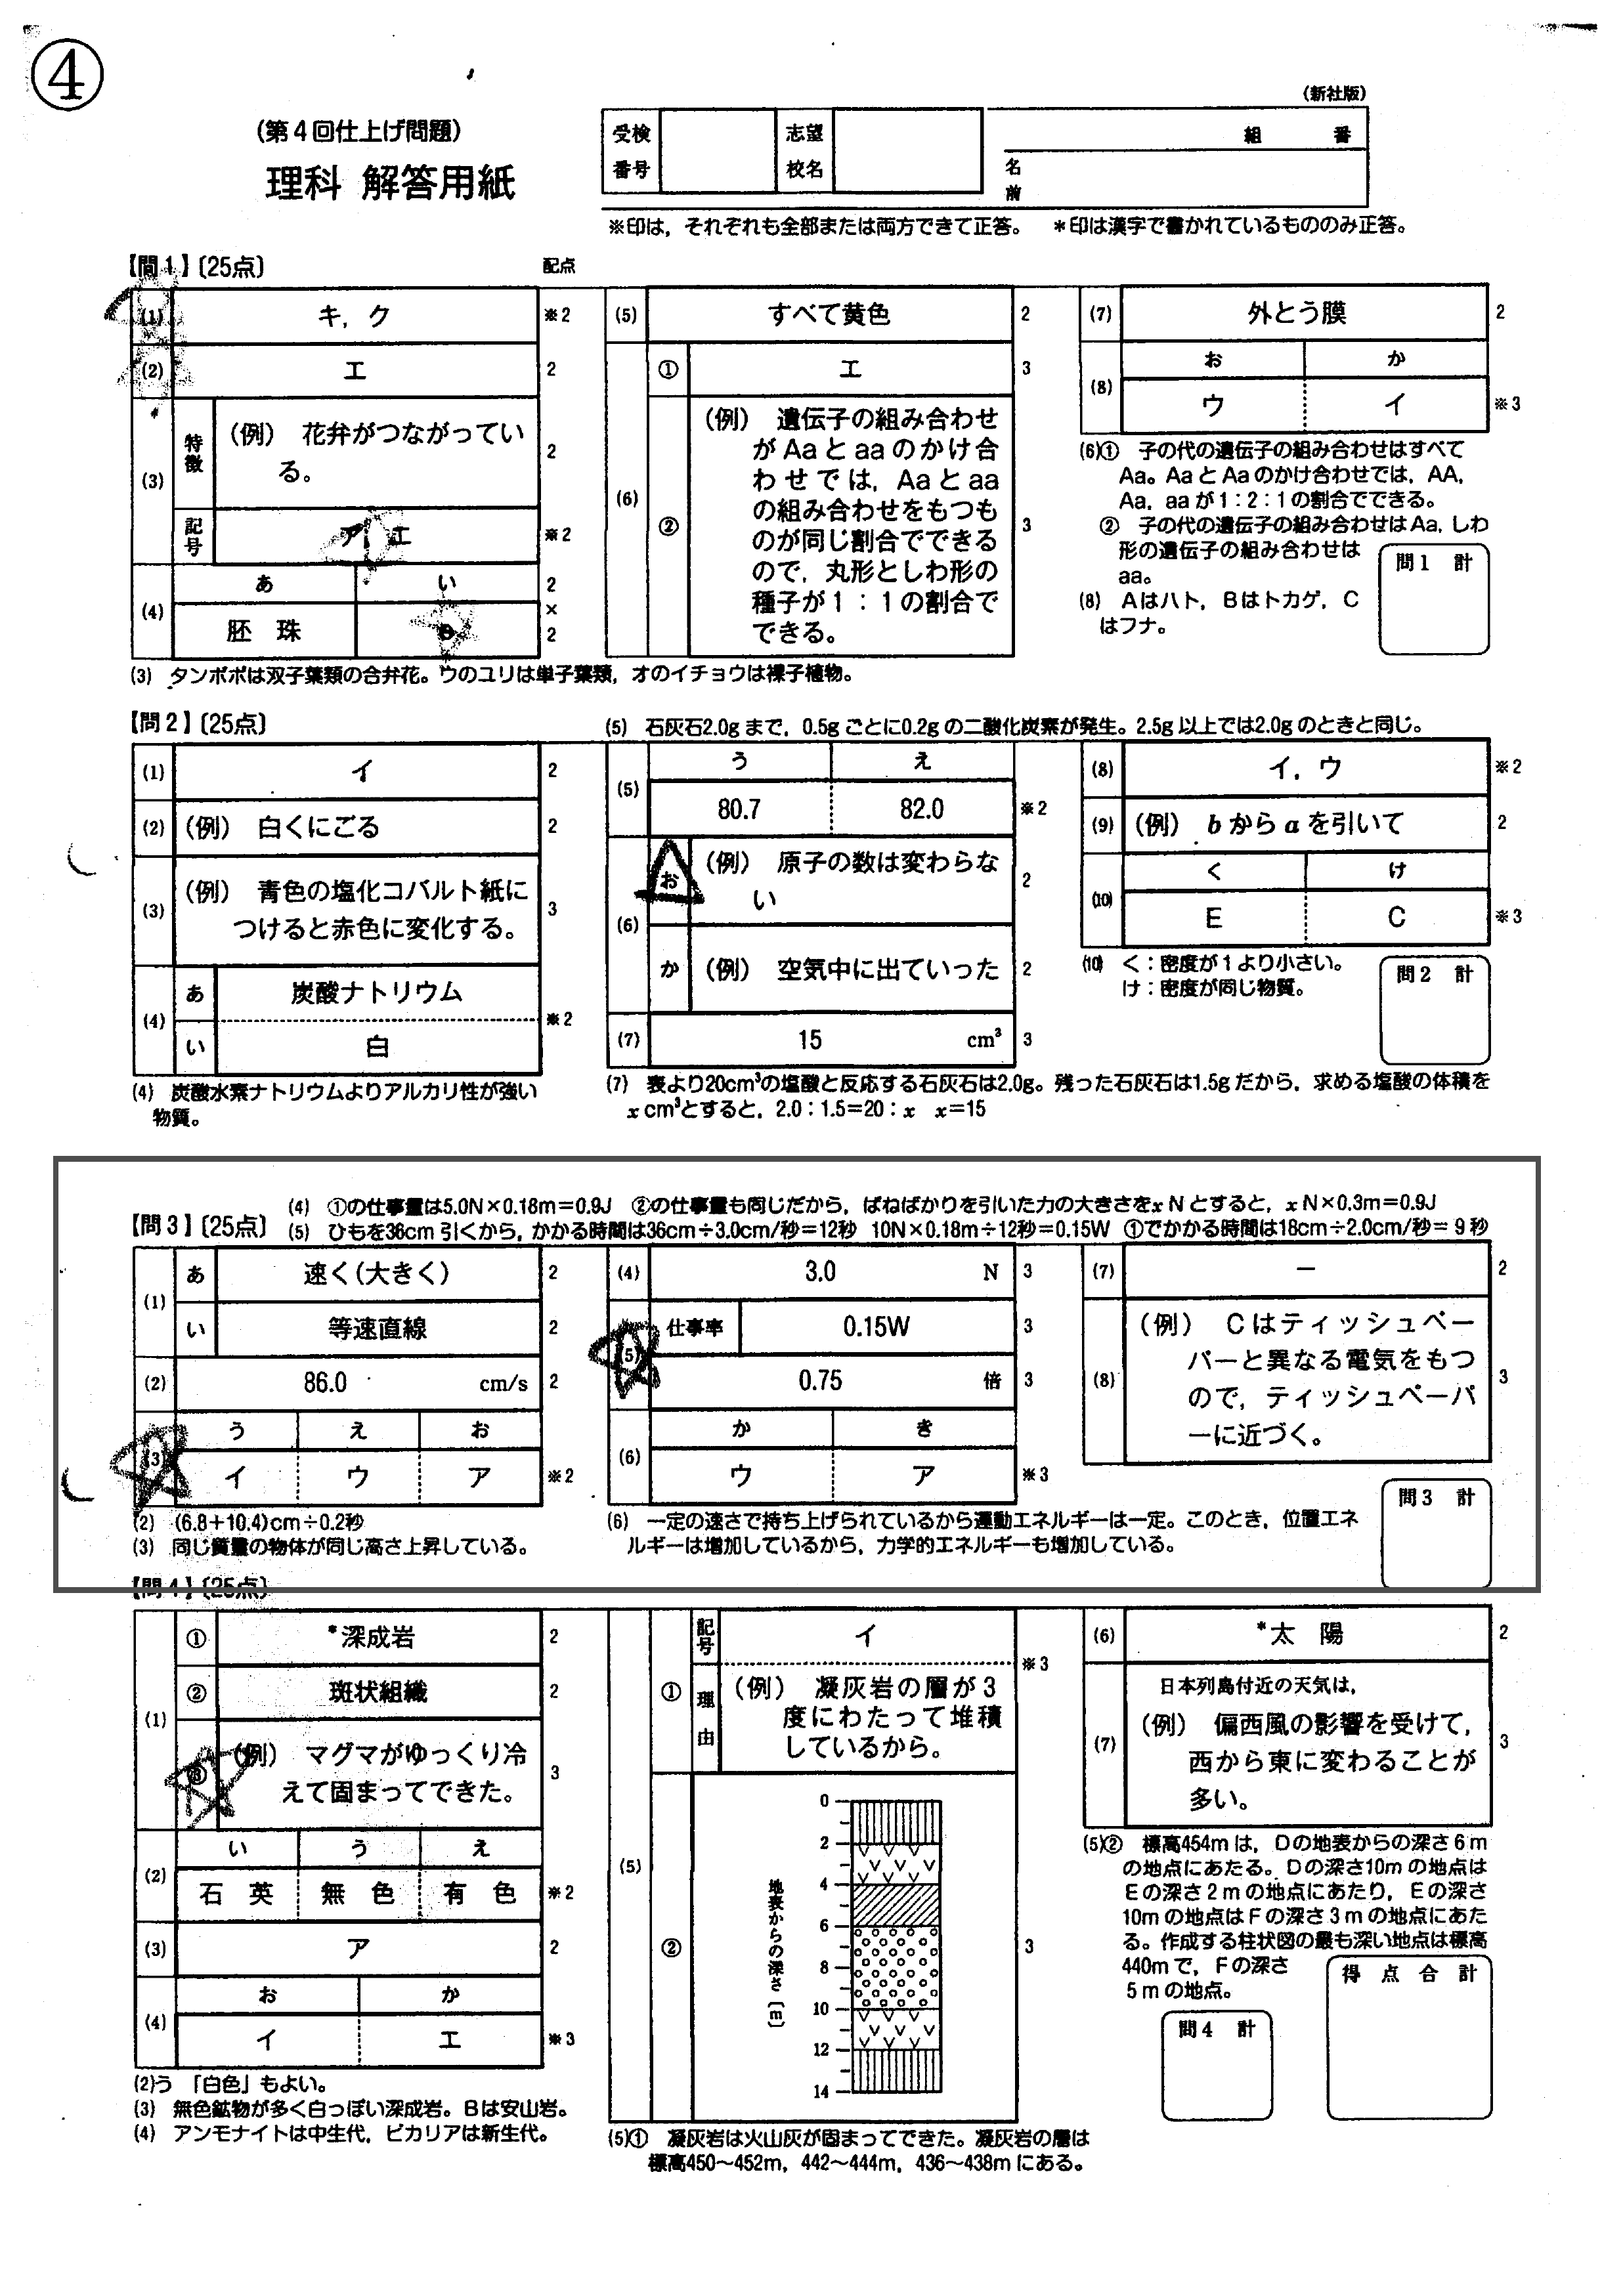 ④
(新社版)
(第4回仕上げ問題)
理科 解答用紙
受検番号
志望校名
組 番
名前
※印は，それぞれも全部または両方できて正答。 ＊印は漢字で書かれているもののみ正答。
【問1】〔25点〕
配点
(1) キ，ク ※2
(2) エ 2
(3) 特徴 (例) 花弁がつながっている。 2
記号 ア，エ ※2
(4) あ い 2
×
胚 珠 2
(5) すべて黄色 2
(6) ① エ 3
② (例) 遺伝子の組み合わせ
がAaとaaのかけ合
わせでは，Aaとaa
の組み合わせをもつも
のが同じ割合でできる
ので，丸形としわ形の
種子が1：1の割合で
できる。
3
(7) 外とう膜 2
(8) お か
ウ イ ※3
(6)① 子の代の遺伝子の組み合わせはすべて
Aa。AaとAaのかけ合わせでは，AA，
Aa，aaが1：2：1の割合でできる。
② 子の代の遺伝子の組み合わせはAa，しわ
形の遺伝子の組み合わせは
aa。
(8) Aはハト，Bはトカゲ，C
はフナ。
問1 計
(3) タンポポは双子葉類の合弁花。ウのユリは単子葉類，オのイチョウは裸子植物。
【問2】〔25点〕
(1) イ 2
(2) (例) 白くにごる 2
(3) (例) 青色の塩化コバルト紙に
つけると赤色に変化する。 3
(4) あ 炭酸ナトリウム
い 白 ※2
(4) 炭酸水素ナトリウムよりアルカリ性が強い
物質。
(5) 石灰石2.0gまで，0.5gごとに0.2gの二酸化炭素が発生。2.5g以上では2.0gのときと同じ。
(5) う え
80.7 82.0 ※2
(6) お (例) 原子の数は変わらな
い 2
か (例) 空気中に出ていった 2
(7) 15 cm³ 3
(7) 表より20cm³の塩酸と反応する石灰石は2.0g。残った石灰石は1.5gだから，求める塩酸の体積を
x cm³とすると，2.0：1.5＝20：x x＝15
(8) イ，ウ ※2
(9) (例) bからaを引いて 2
(10) く け
E C ※3
(10) く：密度が1より小さい。
け：密度が同じ物質。
問2 計
(4) ①の仕事量は5.0N×0.18m＝0.9J ②の仕事量も同じだから，ばねばかりを引いた力の大きさをx Nとすると，x N×0.3m＝0.9J
【問3】〔25点〕
(5) ひもを36cm引くから，かかる時間は36cm÷3.0cm/秒＝12秒 10N×0.18m÷12秒＝0.15W ①でかかる時間は18cm÷2.0cm/秒＝9秒
(1) あ 速く(大きく) 2
い 等速直線 2
(2) 86.0 cm/s 2
(3) う え お
イ ウ ア ※2
(2) (6.8＋10.4)cm÷0.2秒
(3) 同じ質量の物体が同じ高さ上昇している。
(4) 3.0 N 3
(5) 仕事率 0.15W 3
0.75 倍 3
(6) か き
ウ ア ※3
(6) 一定の速さで持ち上げられているから運動エネルギーは一定。このとき，位置エネ
ルギーは増加しているから，力学的エネルギーも増加している。
(7) － 2
(8) (例) Cはティッシュペー
パーと異なる電気をもつ
ので，ティッシュペーパ
ーに近づく。
3
問3 計
【問4】〔25点〕
(1) ① ＊深成岩 2
② 斑状組織 2
③ (例) マグマがゆっくり冷
えて固まってできた。 3
(2) い う え
石 英 無 色 有 色 ※2
(3) ア 2
(4) お か
イ エ ※3
(2)う 「白色」もよい。
(3) 無色鉱物が多く白っぽい深成岩。Bは安山岩。
(4) アンモナイトは中生代，ビカリアは新生代。
(5) ① 記号 イ
※3
理由 (例) 凝灰岩の層が3
度にわたって堆積
しているから。
② 地表からの深さ〔m〕
0
2
4
6
8
10
12
14
3
(5)① 凝灰岩は火山灰が固まってできた。凝灰岩の層は
標高450～452m，442～444m，436～438mにある。
(6) ＊太 陽 2
(7) 日本列島付近の天気は，
(例) 偏西風の影響を受けて，
西から東に変わることが
多い。
3
(5)② 標高454mは，Dの地表からの深さ6m
の地点にあたる。Dの深さ10mの地点は
Eの深さ2mの地点にあたり，Eの深さ
10mの地点はFの深さ3mの地点にあた
る。作成する柱状図の最も深い地点は標高
440mで，Fの深さ
5mの地点。
問4 計
得 点 合 計